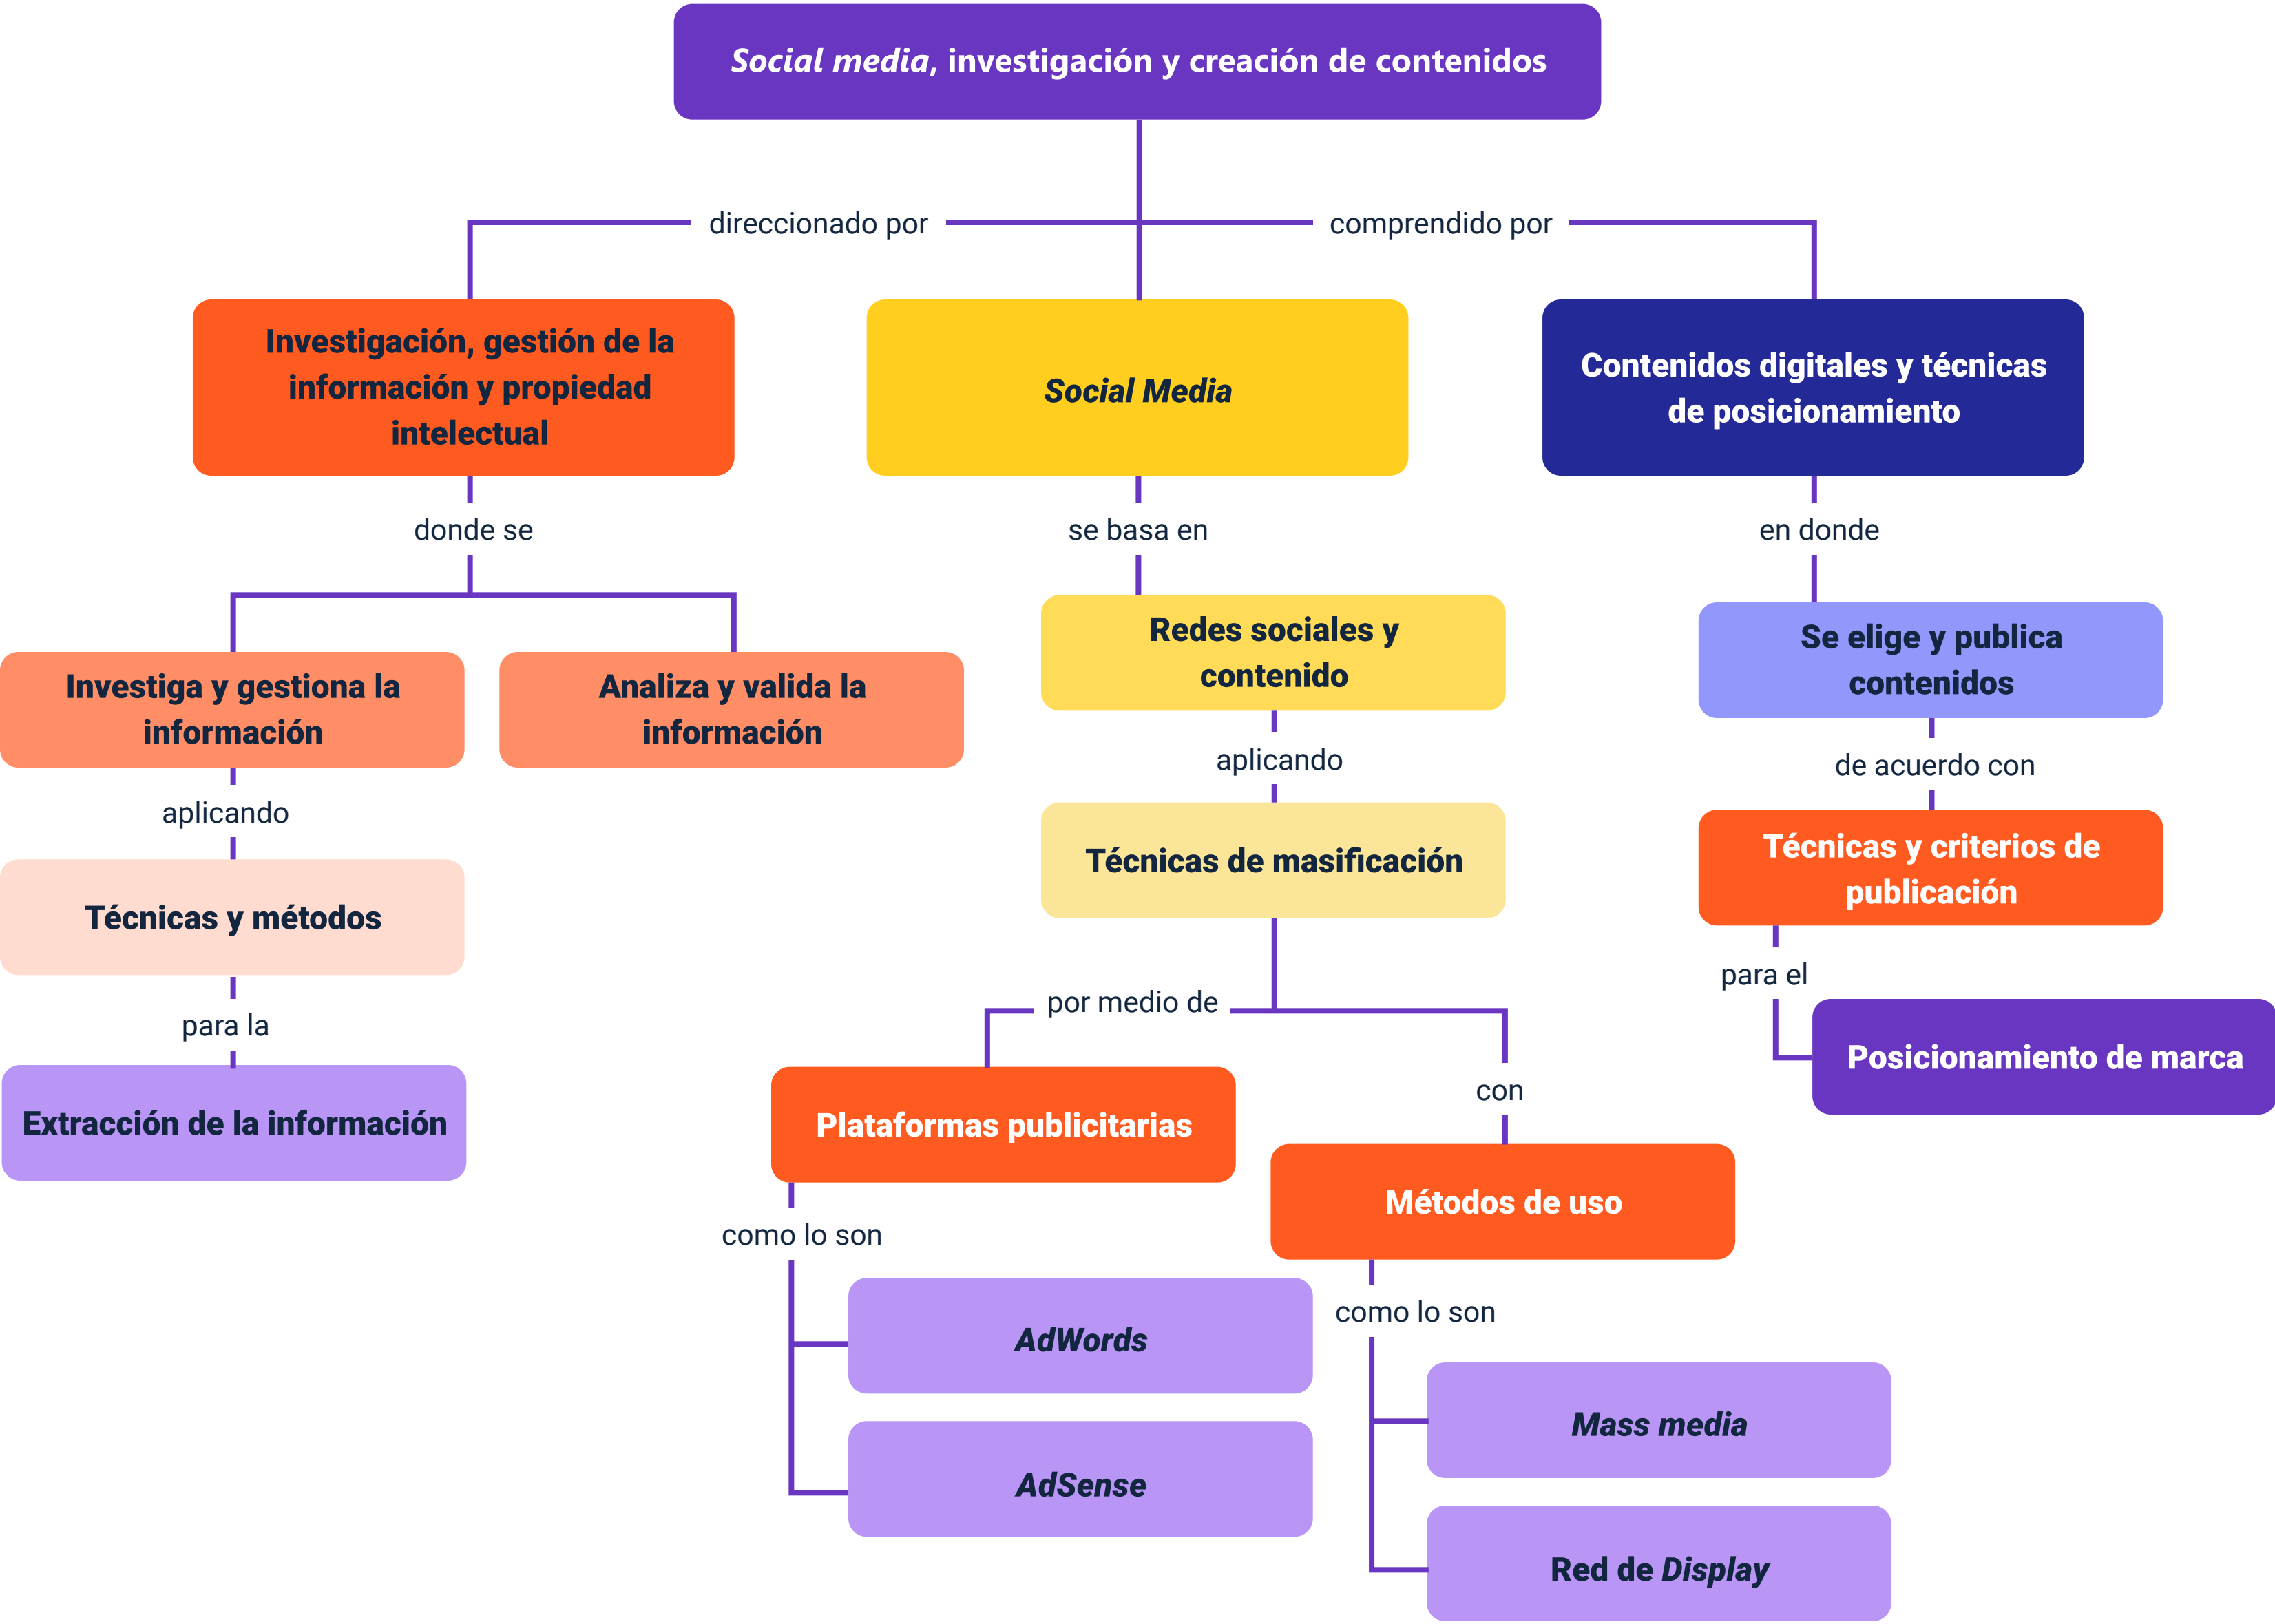 Social media, investigación y creación de contenidos
direccionado por
comprendido por
Investigación, gestión de la
información y propiedad
intelectual
Social Media
Contenidos digitales y técnicas
de posicionamiento
donde se
se basa en
en donde
Investiga y gestiona la
información
Analiza y valida la
información
Redes sociales y
contenido
Se elige y publica
contenidos
aplicando
aplicando
de acuerdo con
Técnicas y métodos
Técnicas de masificación
Técnicas y criterios de
publicación
para la
por medio de
para el
Extracción de la información
Plataformas publicitarias
con
Posicionamiento de marca
Métodos de uso
como lo son
AdWords
AdSense
como lo son
Mass media
Red de Display